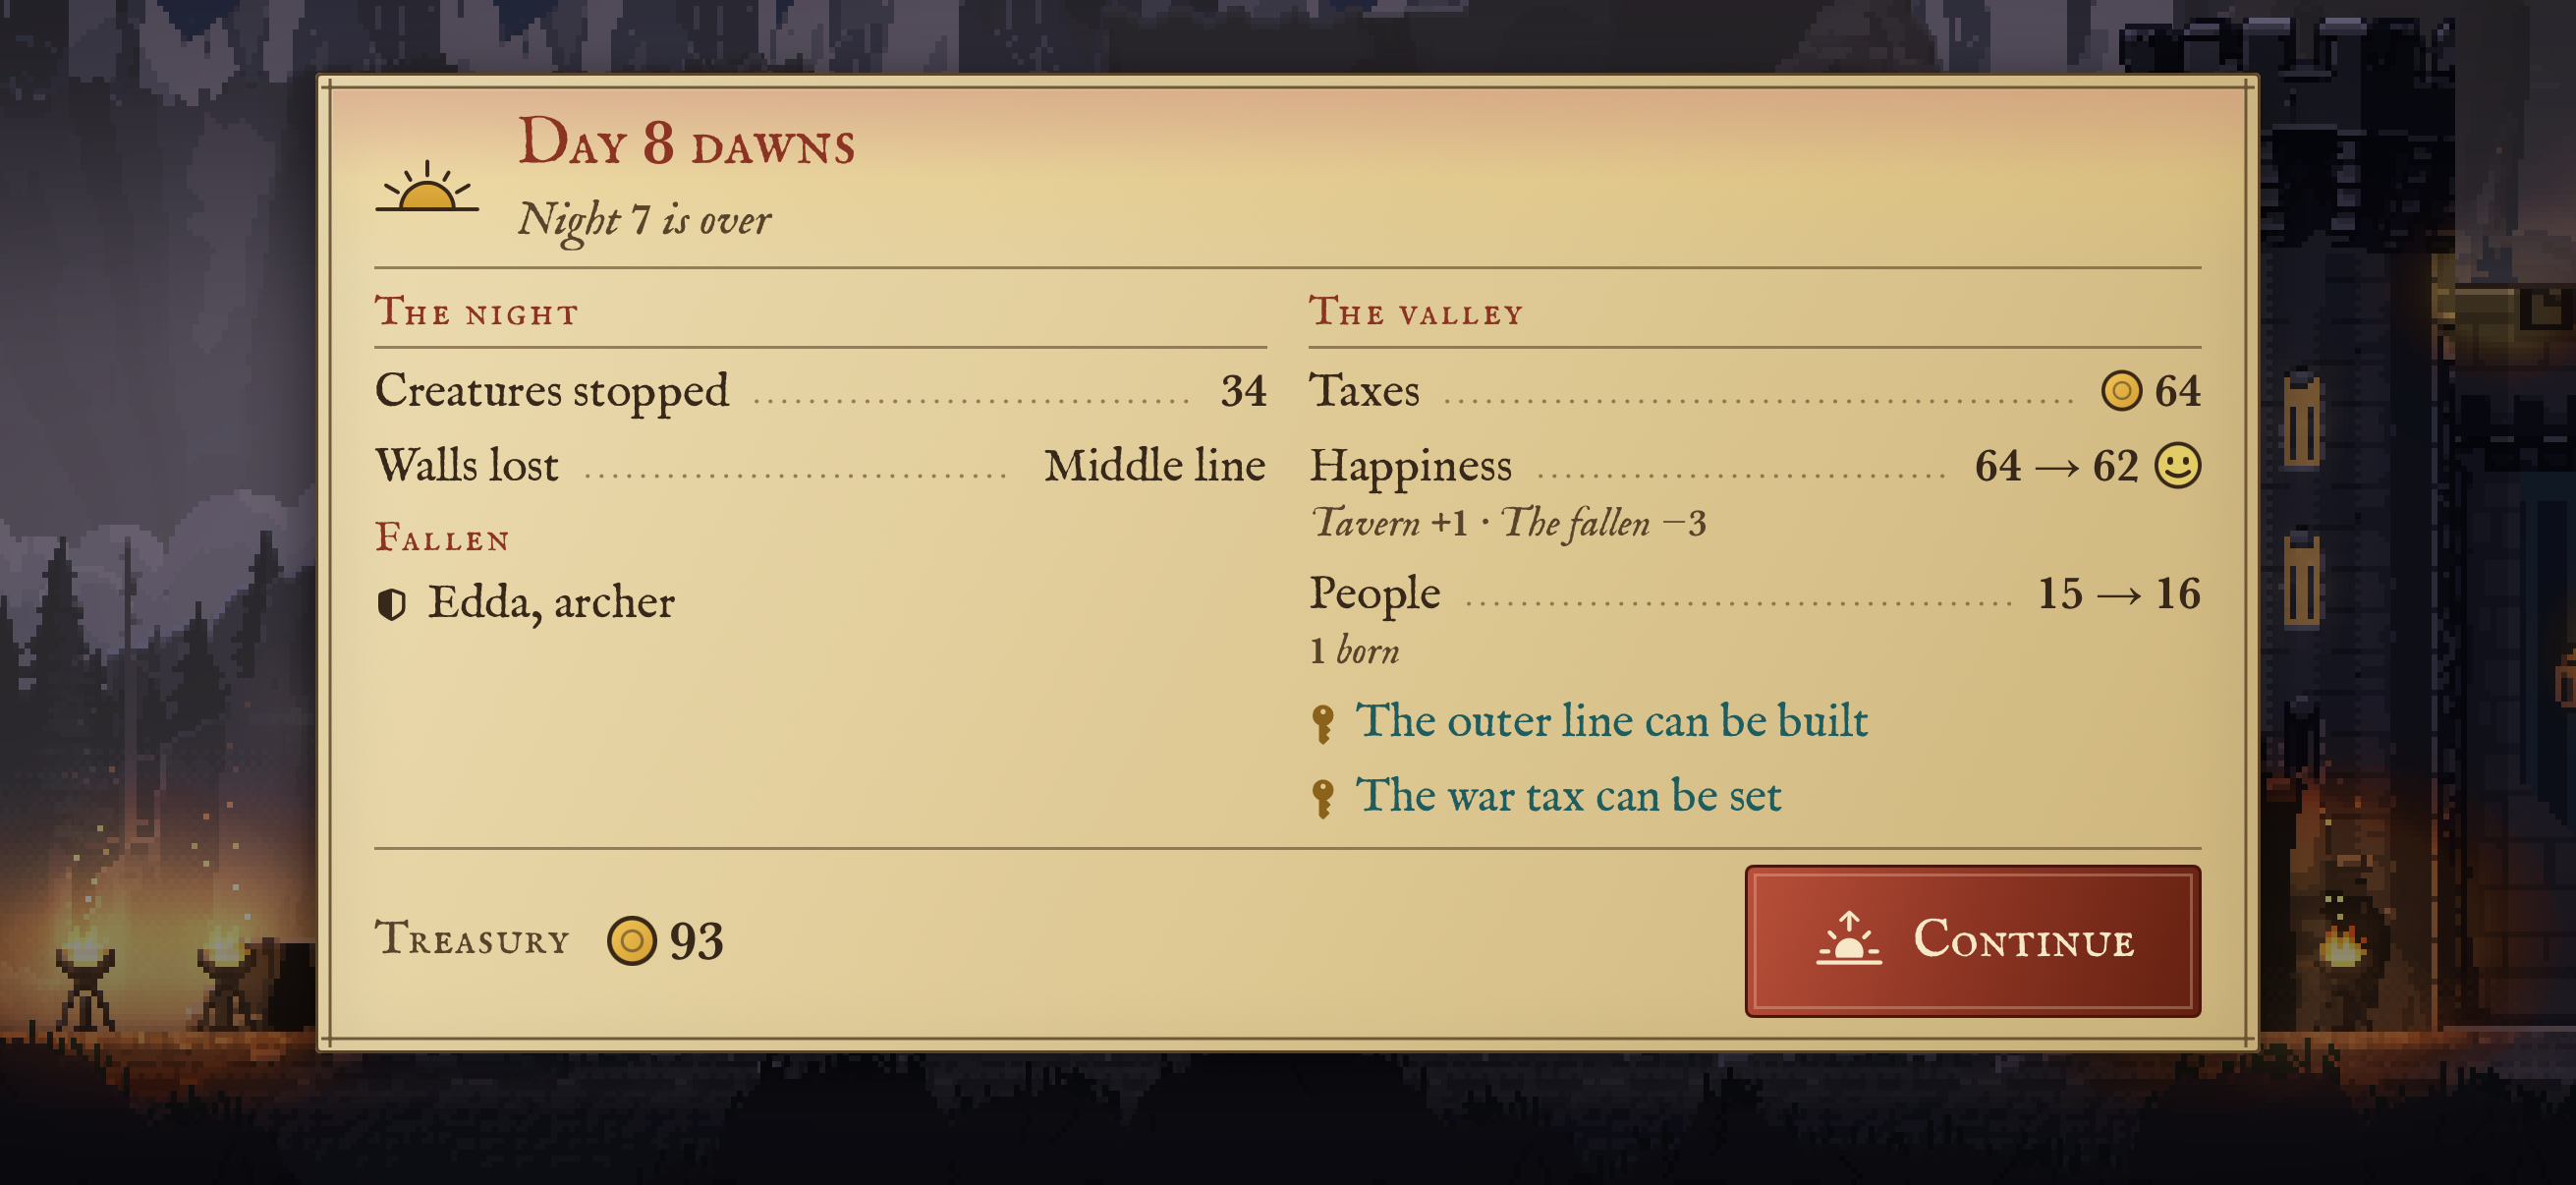 Day 8 dawns
Night 7 is over
The night
Creatures stopped 34
Walls lost Middle line
Fallen
Edda, archer
The valley
Taxes 64
Happiness 64 → 62
Tavern +1 · The fallen −3
People 15 → 16
1 born
The outer line can be built
The war tax can be set
Treasury 93
Continue